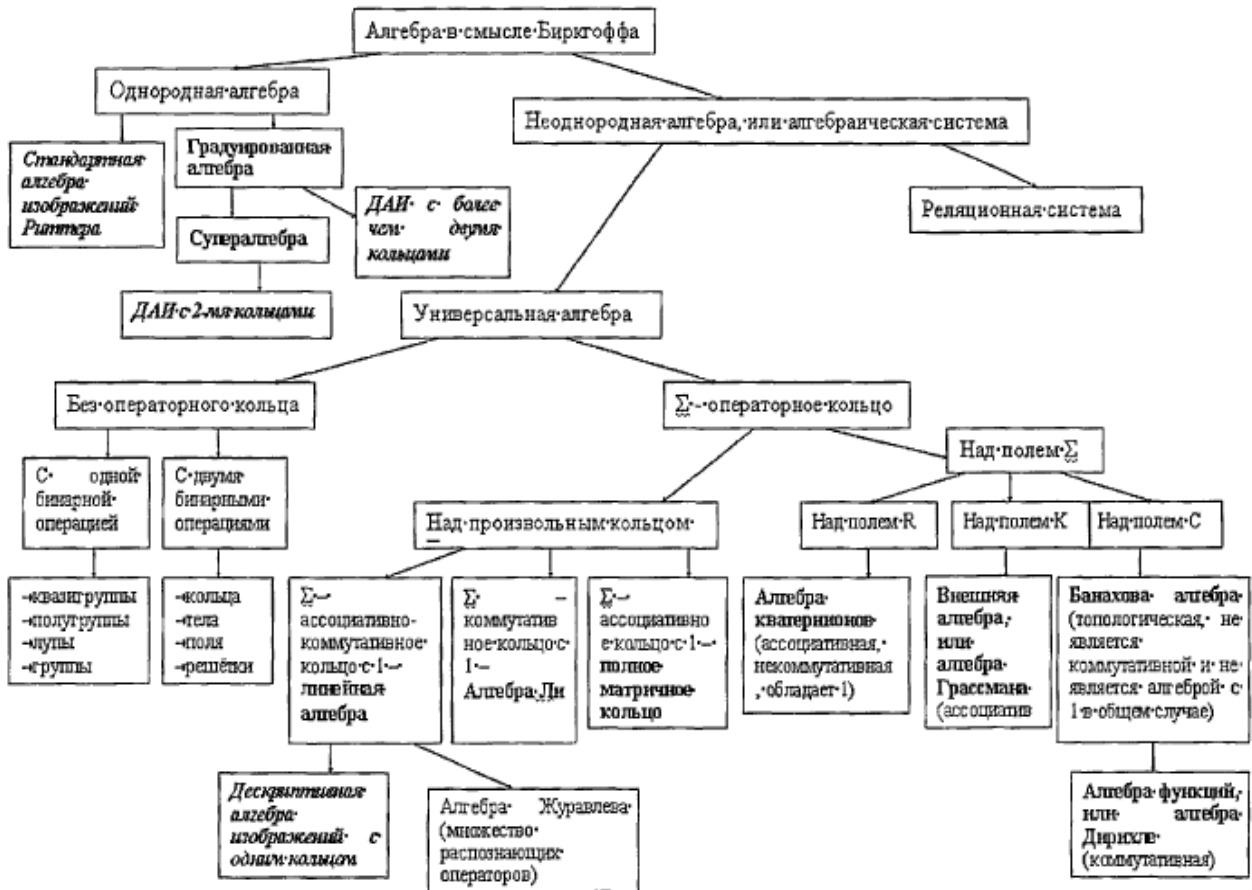 Алгебра·в·смысле·Биркгоффа
Однородная·алгебра
Неоднородная·алгебра,·или·алгебраическая·система
Стандартная·
алгебра·
изображений·
Риттера
Градуированная·
алгебра
ДАИ· с· более·
чем· двумя·
кольцами
Реляционная·система
Супералгебра
ДАИ·с·2-мя·кольцами
Универсальная·алгебра
Без·операторного·кольца
Σ·-·операторное·кольцо
Над·полем·Σ
С· одной·
бинарной·
операцией
С·двумя·
бинарными·
операциями
Над·произвольным·кольцом·
Над·полем·R
Над·полем·K
Над·полем·С
→квазигруппы
→полугруппы
→лупы
→группы
→кольца
→тела
→поля
→решётки
Σ·–·
ассоциативно-
коммутативное·
кольцо·с·1·–·
линейная·
алгебра
Σ· –
коммутатив
ное·кольцо·с·
1·–
Алгебра·Ли
Σ·–·
ассоциативно
е·кольцо·с·1·–·
полное·
матричное·
кольцо
Алгебра·
кватернионов·
(ассоциативная,·
некоммутативная
,·обладает·1)
Внешняя·
алгебра,·
или·
алгебра·
Грассмана·
(ассоциатив
Банахова· алгебра·
(топологическая,· не·
является·
коммутативной· и· не·
является· алгеброй· с·
1·в·общем·случае)
Дескриптивная·
алгебра·
изображений· с·
одним·кольцом
Алгебра· Журавлева·
(множество·
распознающих·
операторов)
Алгебра·функций,·
или· алгебра·
Дирихле·
(коммутативная)